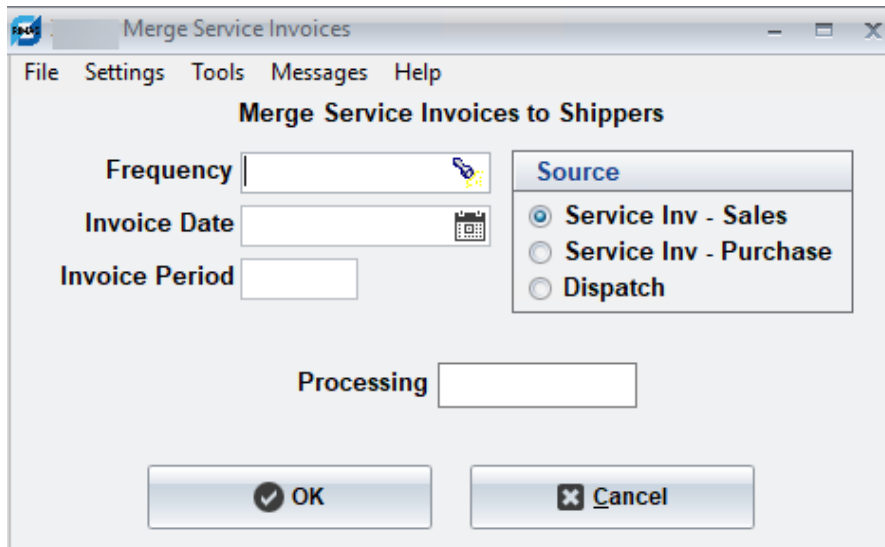 Merge Service Invoices
File Settings Tools Messages Help
Merge Service Invoices to Shippers
Frequency
Source
Invoice Date
Service Inv - Sales
Service Inv - Purchase
Invoice Period
Dispatch
Processing
OK
Cancel